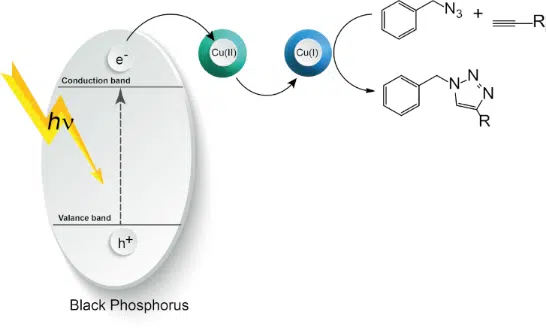 e-
Cu(II)
Cu(I)
N3 + R
Conduction band
hν
N N N
R
Valance band
h+
Black Phosphorus